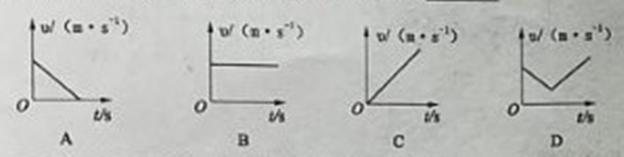 υ/ (m·s⁻¹)
O
t/s
A
υ/ (m·s⁻¹)
O
t/s
B
υ/ (m·s⁻¹)
O
t/s
C
υ/ (m·s⁻¹)
O
t/s
D